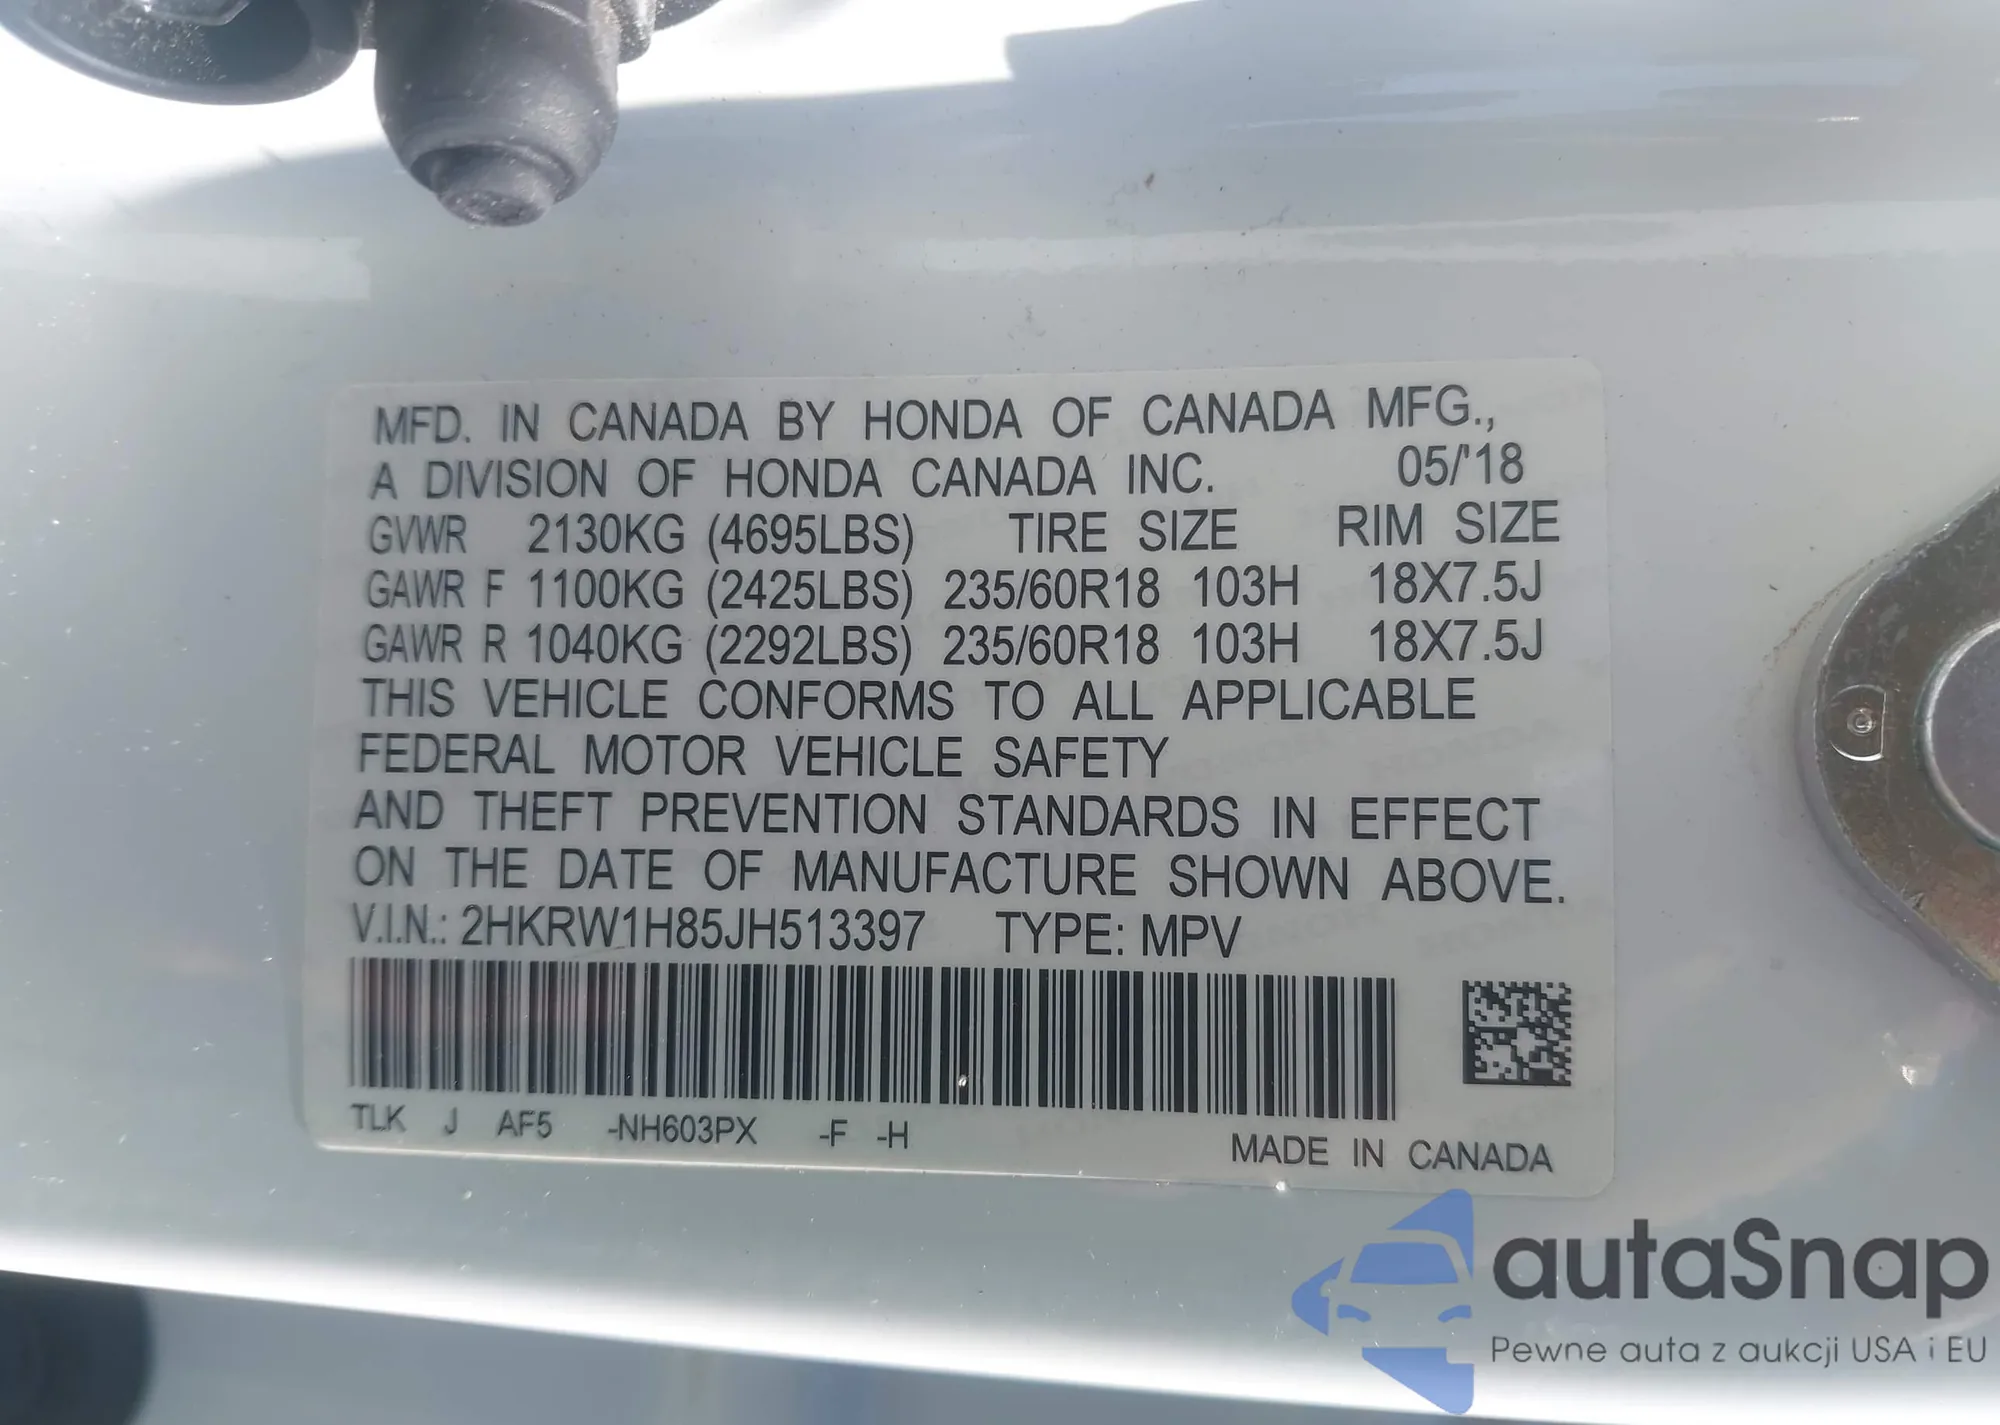 MFD. IN CANADA BY HONDA OF CANADA MFG.,
A DIVISION OF HONDA CANADA INC. 05/'18
GVWR 2130KG (4695LBS) TIRE SIZE RIM SIZE
GAWR F 1100KG (2425LBS) 235/60R18 103H 18X7.5J
GAWR R 1040KG (2292LBS) 235/60R18 103H 18X7.5J
THIS VEHICLE CONFORMS TO ALL APPLICABLE
FEDERAL MOTOR VEHICLE SAFETY
AND THEFT PREVENTION STANDARDS IN EFFECT
ON THE DATE OF MANUFACTURE SHOWN ABOVE.
V.I.N.: 2HKRW1H85JH513397 TYPE: MPV
TLK J AF5 -NH603PX -F -H
MADE IN CANADA
autaSnap
Pewne auta z aukcji USA i EU